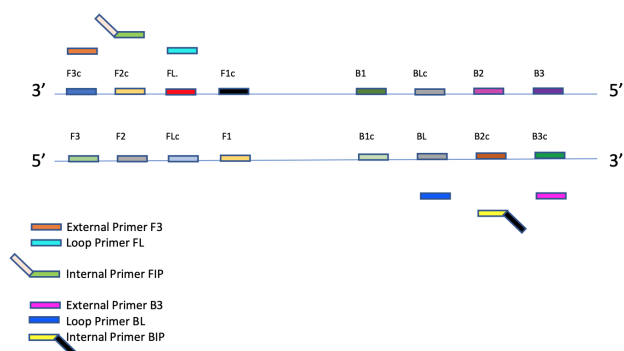 F3c F2c FL. F1c B1 BLc B2 B3
3’ 5’
F3 F2 FLc F1 B1c BL B2c B3c
5’ 3’
External Primer F3
Loop Primer FL
Internal Primer FIP
External Primer B3
Loop Primer BL
Internal Primer BIP